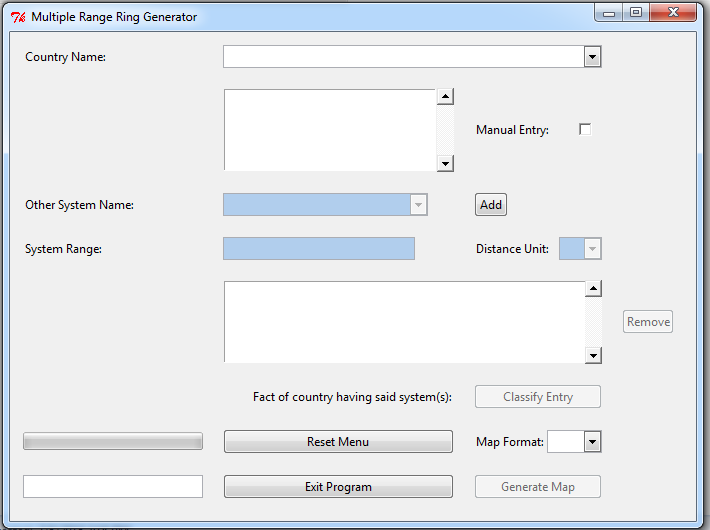 Multiple Range Ring Generator
Country Name:
Manual Entry:
Other System Name:
Add
System Range:
Distance Unit:
Remove
Fact of country having said system(s):
Classify Entry
Reset Menu
Map Format:
Exit Program
Generate Map